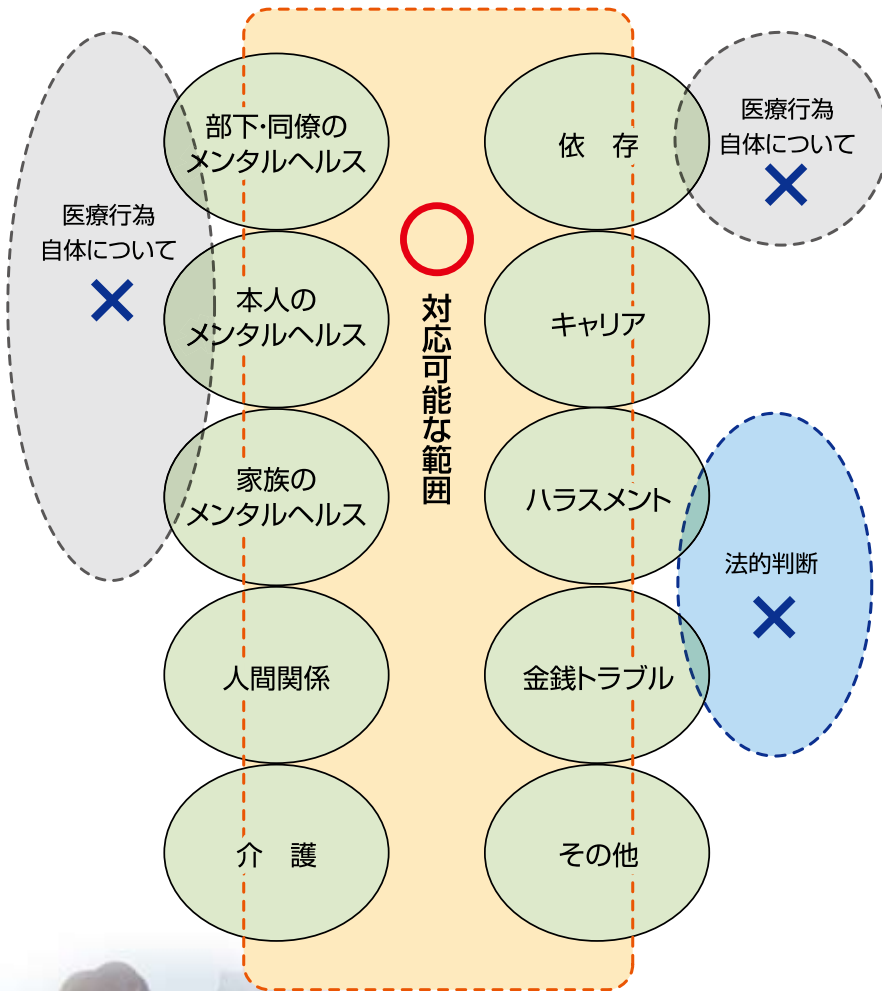 部下・同僚の
メンタルヘルス
医療行為
自体について
本人の
メンタルヘルス
家族の
メンタルヘルス
人間関係
介　護
対応可能な範囲
依　存
医療行為
自体について
キャリア
ハラスメント
法的判断
金銭トラブル
その他